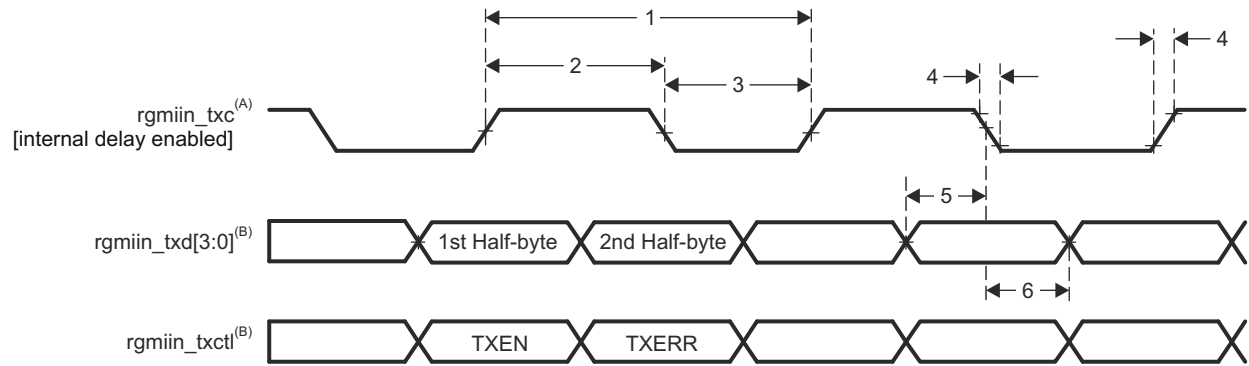 1
2
3
4
4
rgmiin_txc(A)
[internal delay enabled]
5
rgmiin_txd[3:0](B)
1st Half-byte
2nd Half-byte
6
rgmiin_txctl(B)
TXEN
TXERR